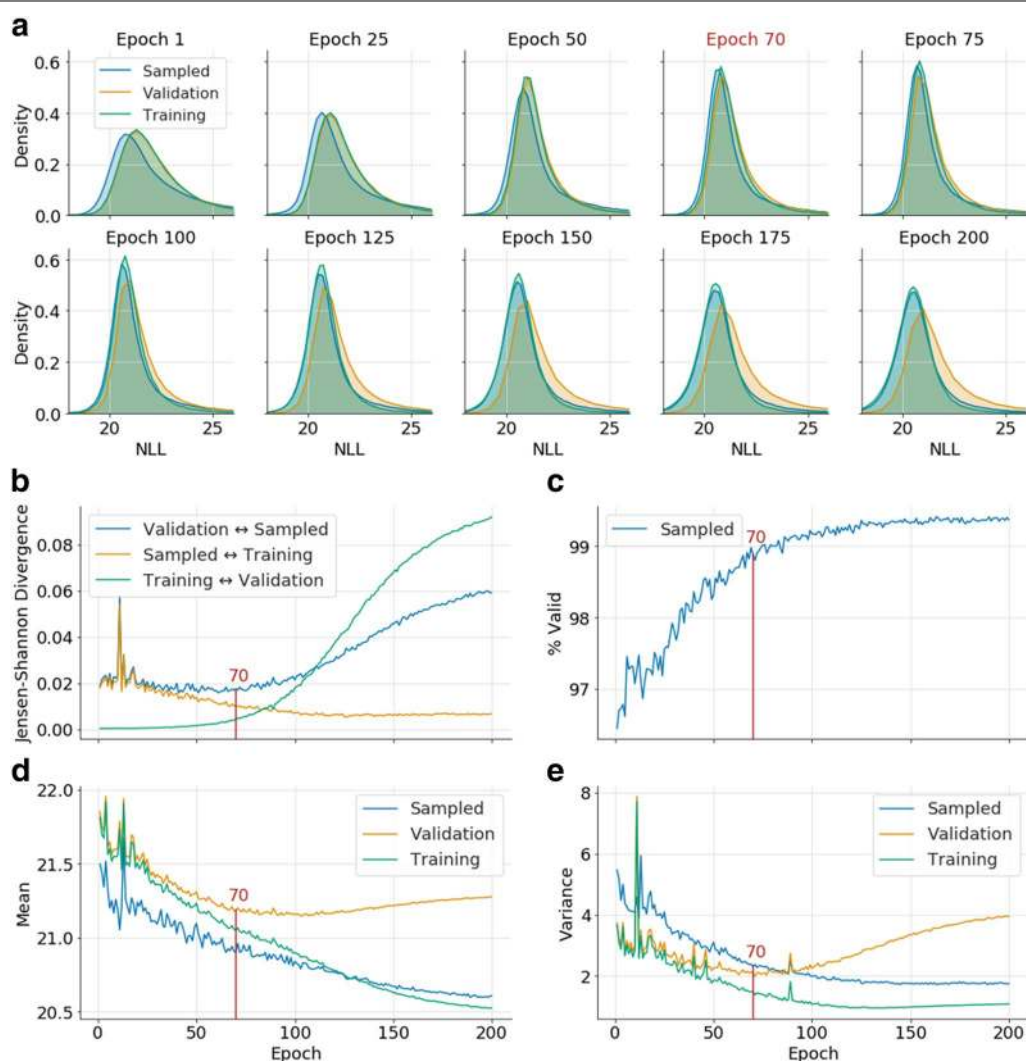 a
Epoch 1 Epoch 25 Epoch 50 Epoch 70 Epoch 75
0.6
0.4
0.2
0.0
Density
Sampled
Validation
Training
Epoch 100 Epoch 125 Epoch 150 Epoch 175 Epoch 200
0.6
0.4
0.2
0.0
Density
20 25 20 25 20 25 20 25 20 25
NLL NLL NLL NLL NLL
b
Jensen-Shannon Divergence
0.08
0.06
0.04
0.02
0.00
Validation ↔ Sampled
Sampled ↔ Training
Training ↔ Validation
70
c
% Valid
99
98
97
Sampled
70
d
Mean
22.0
21.5
21.0
20.5
Sampled
Validation
Training
70
0 50 100 150 200
Epoch
e
Variance
8
6
4
2
Sampled
Validation
Training
70
0 50 100 150 200
Epoch